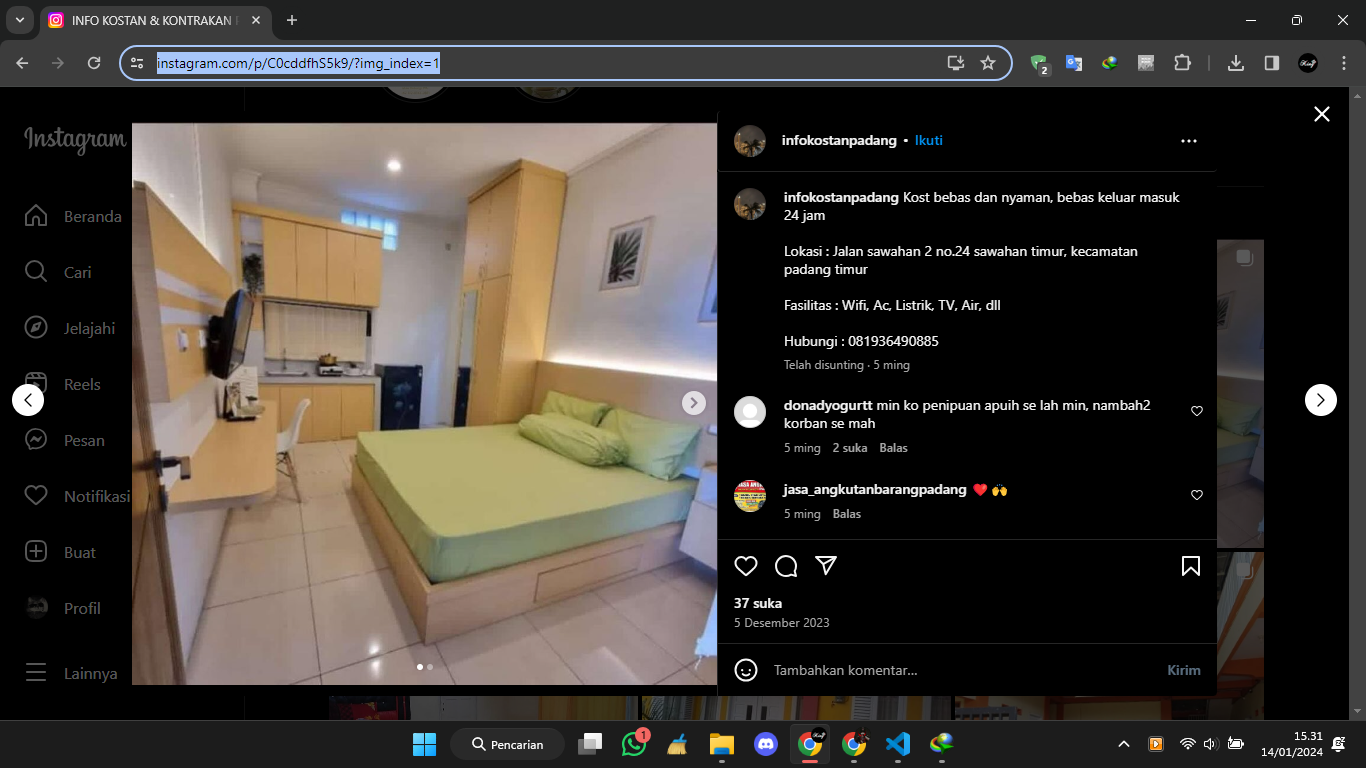 INFO KOSTAN & KONTRAKAN
instagram.com/p/C0cddfhS5k9/?img_index=1
2
Instagram
Beranda
Cari
Jelajahi
Reels
Pesan
Notifikasi
Buat
Profil
Lainnya
infokostanpadang • Ikuti
infokostanpadang Kost bebas dan nyaman, bebas keluar masuk
24 jam
Lokasi : Jalan sawahan 2 no.24 sawahan timur, kecamatan
padang timur
Fasilitas : Wifi, Ac, Listrik, TV, Air, dll
Hubungi : 081936490885
Telah disunting · 5 ming
donadyogurtt min ko penipuan apuih se lah min, nambah2
korban se mah
5 ming 2 suka Balas
jasa_angkutanbarangpadang ❤️ 🙌
5 ming Balas
37 suka
5 Desember 2023
Tambahkan komentar...
Kirim
Pencarian
1
15.31
14/01/2024